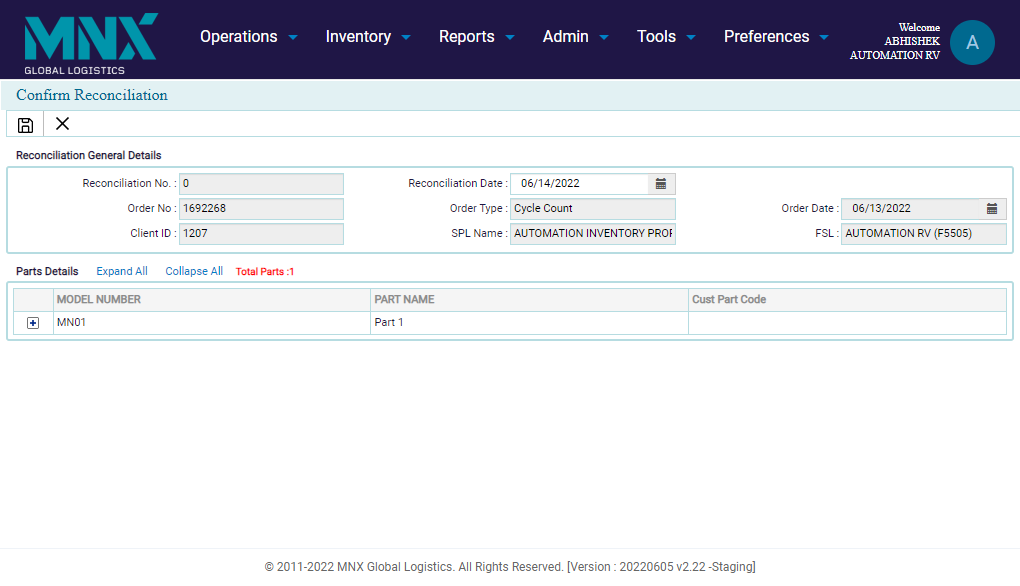 MNX
GLOBAL LOGISTICS
Operations Inventory Reports Admin Tools Preferences
Welcome
ABHISHEK
AUTOMATION RV
A
Confirm Reconciliation
Reconciliation General Details
Reconciliation No. : 0 Reconciliation Date : 06/14/2022
Order No : 1692268 Order Type : Cycle Count Order Date : 06/13/2022
Client ID : 1207 SPL Name : AUTOMATION INVENTORY PROF FSL : AUTOMATION RV (F5505)
Parts Details Expand All Collapse All Total Parts :1
MODEL NUMBER PART NAME Cust Part Code
MN01 Part 1
© 2011-2022 MNX Global Logistics. All Rights Reserved. [Version : 20220605 v2.22 -Staging]